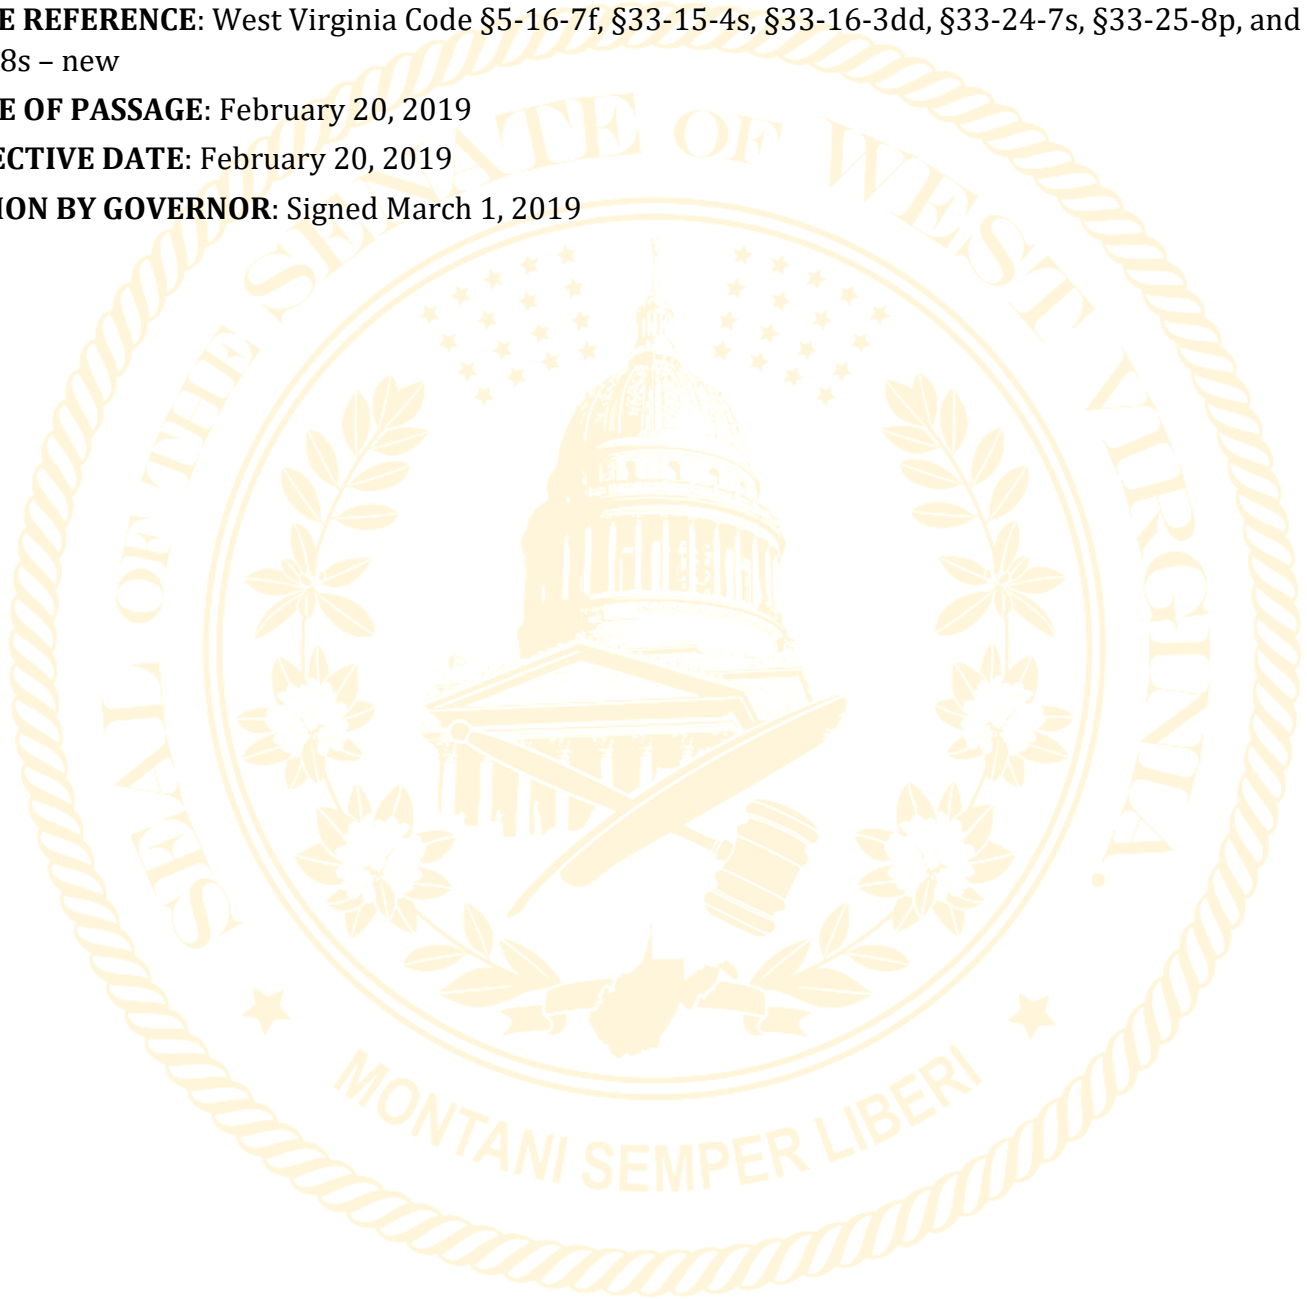 E REFERENCE: West Virginia Code §5-16-7f, §33-15-4s, §33-16-3dd, §33-24-7s, §33-25-8p, and
8s – new
E OF PASSAGE: February 20, 2019
ECTIVE DATE: February 20, 2019
ION BY GOVERNOR: Signed March 1, 2019
SEAL OF THE SENATE OF WEST VIRGINIA.
MONTANI SEMPER LIBERI